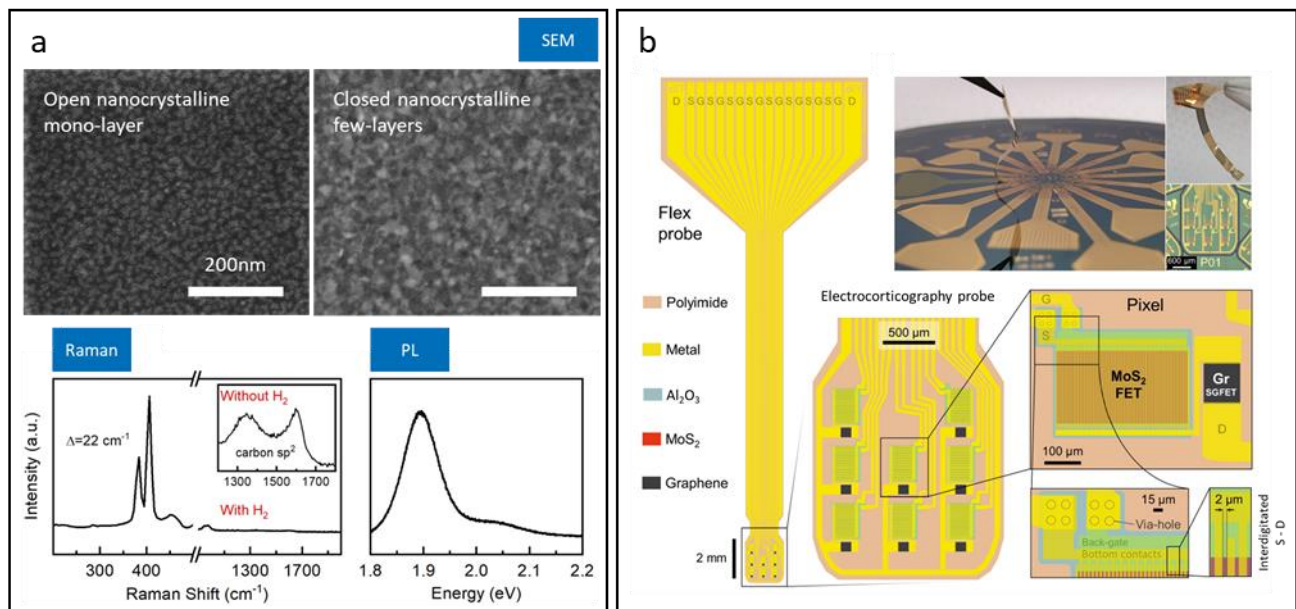 a
SEM
Open nanocrystalline
mono-layer
Closed nanocrystalline
few-layers
200nm
Raman
PL
Intensity (a.u.)
Δ=22 cm⁻¹
Without H₂
carbon sp²
1300 1500 1700
With H₂
300 400 1300 1700
Raman Shift (cm⁻¹)
1.8 1.9 2.0 2.1 2.2
Energy (eV)
b
D SGSGSGSGSGSGSGSG D
Flex
probe
Polyimide
Metal
Al₂O₃
MoS₂
Graphene
2 mm
Electrocorticography probe
500 µm
600 µm
P01
G
S
Pixel
MoS₂
FET
Gr
SGFET
D
100 µm
15 µm
Via-hole
Back-gate
Bottom contacts
2 µm
Interdigitated
S - D